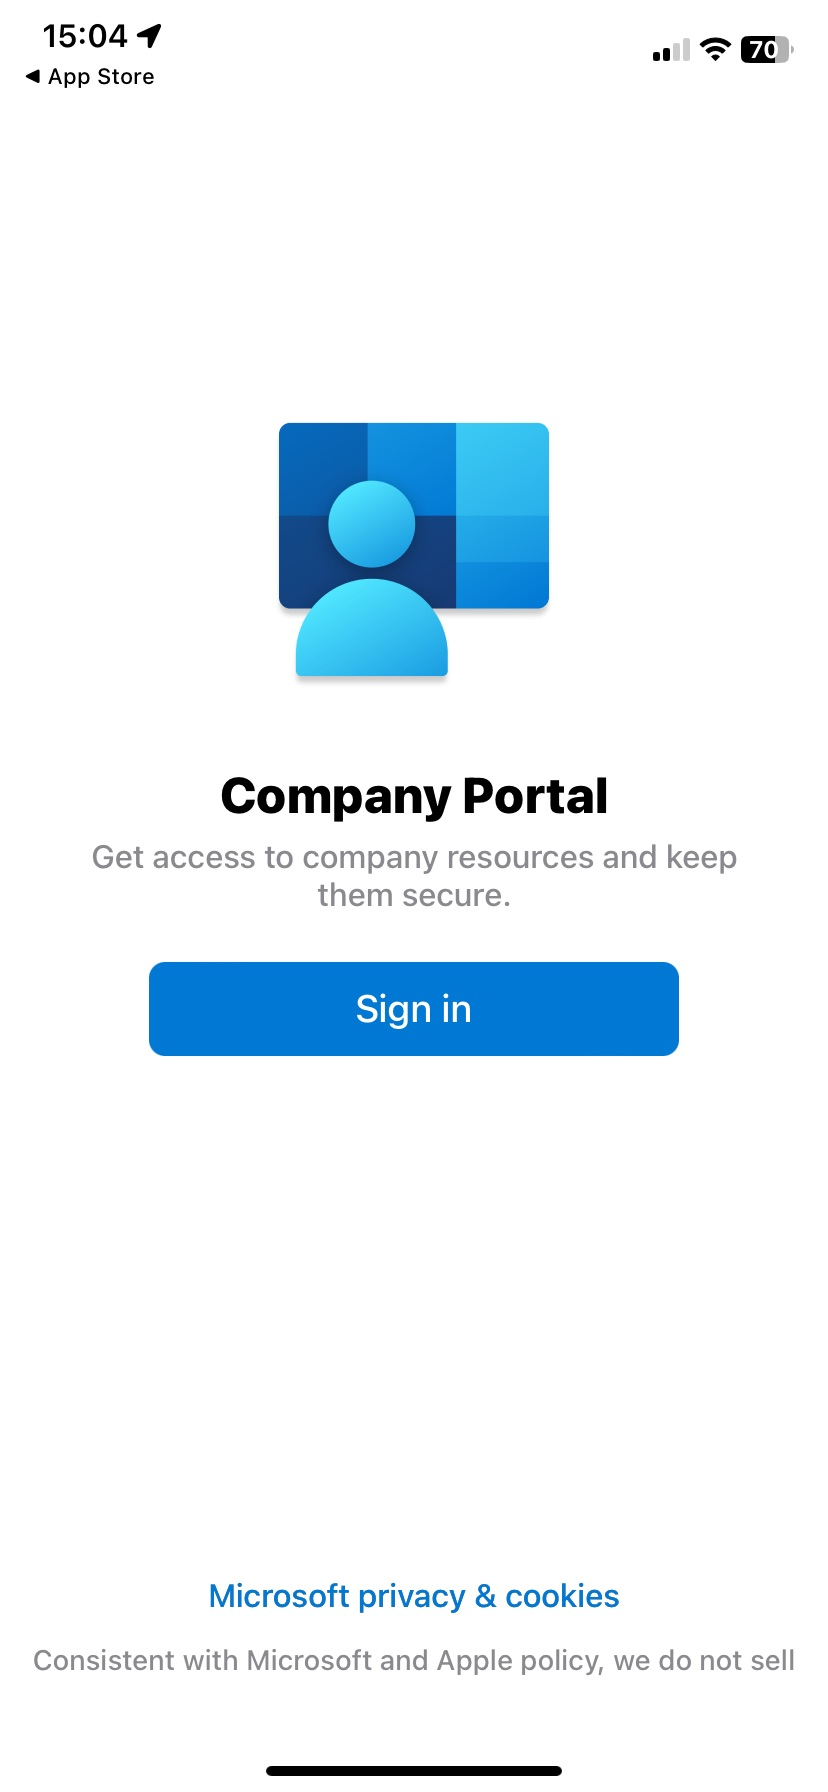 15:04
70
◀ App Store
Company Portal
Get access to company resources and keep
them secure.
Sign in
Microsoft privacy & cookies
Consistent with Microsoft and Apple policy, we do not sell